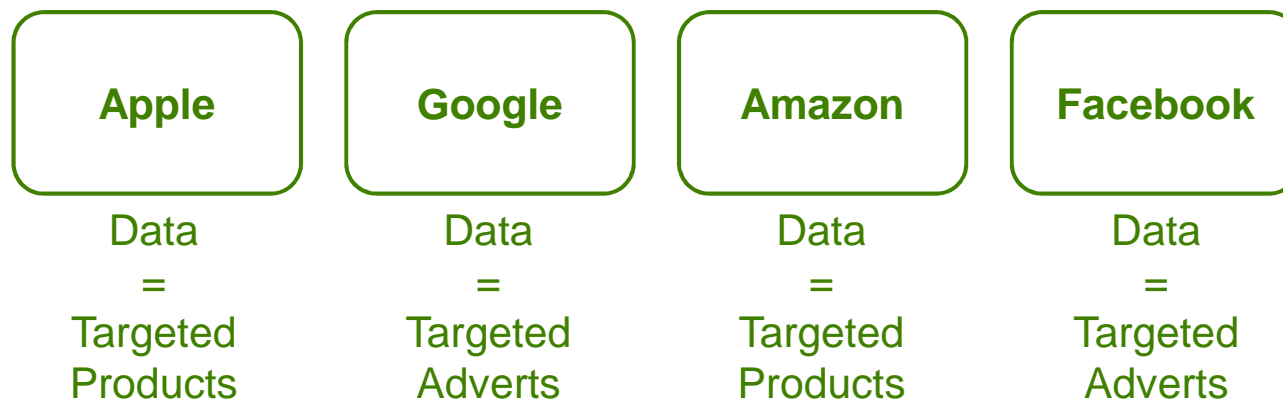 Apple
Google
Amazon
Facebook
Data
=
Targeted
Products
Data
=
Targeted
Adverts
Data
=
Targeted
Products
Data
=
Targeted
Adverts